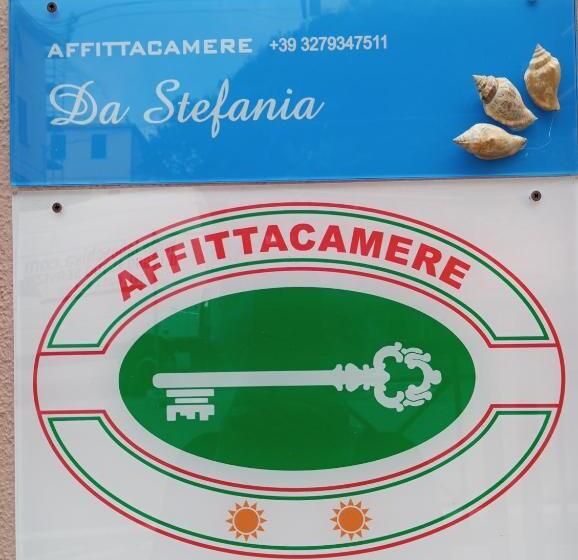 AFFITTACAMERE +39 3279347511
Da Stefania
AFFITTACAMERE